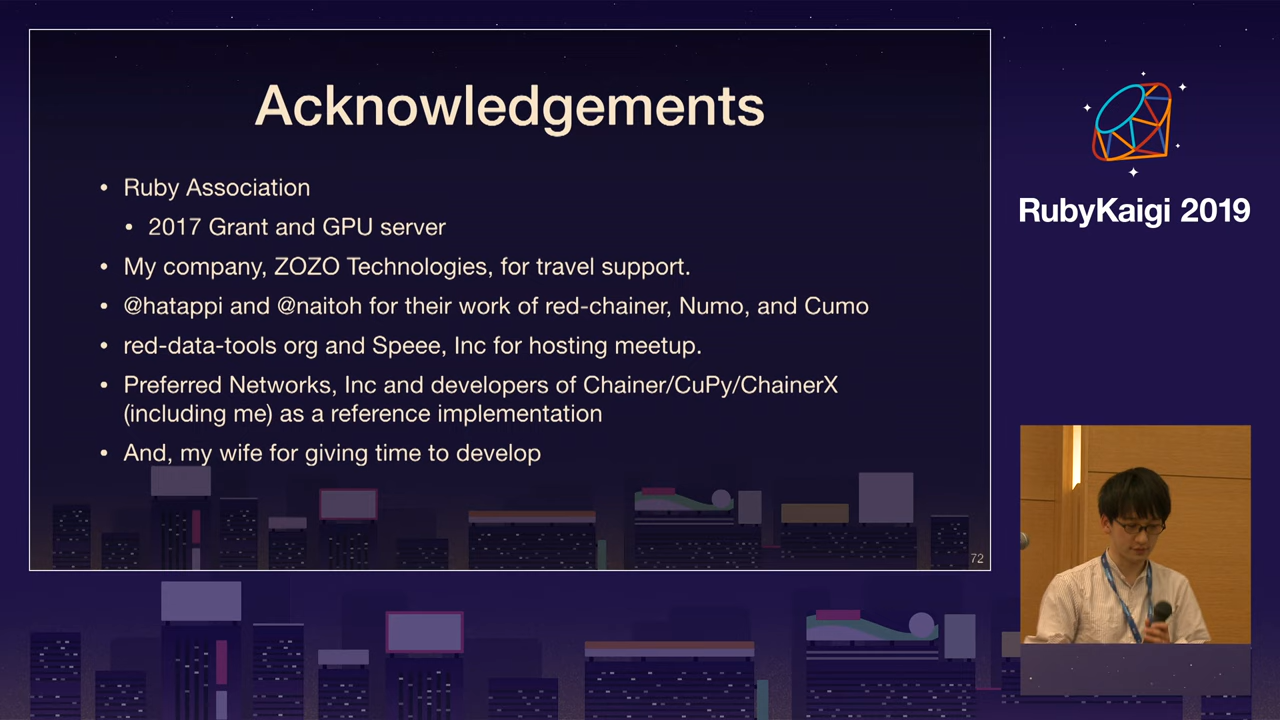 Acknowledgements
• Ruby Association
• 2017 Grant and GPU server
• My company, ZOZO Technologies, for travel support.
• @hatappi and @naitoh for their work of red-chainer, Numo, and Cumo
• red-data-tools org and Speee, Inc for hosting meetup.
• Preferred Networks, Inc and developers of Chainer/CuPy/ChainerX
(including me) as a reference implementation
• And, my wife for giving time to develop
72
RubyKaigi 2019